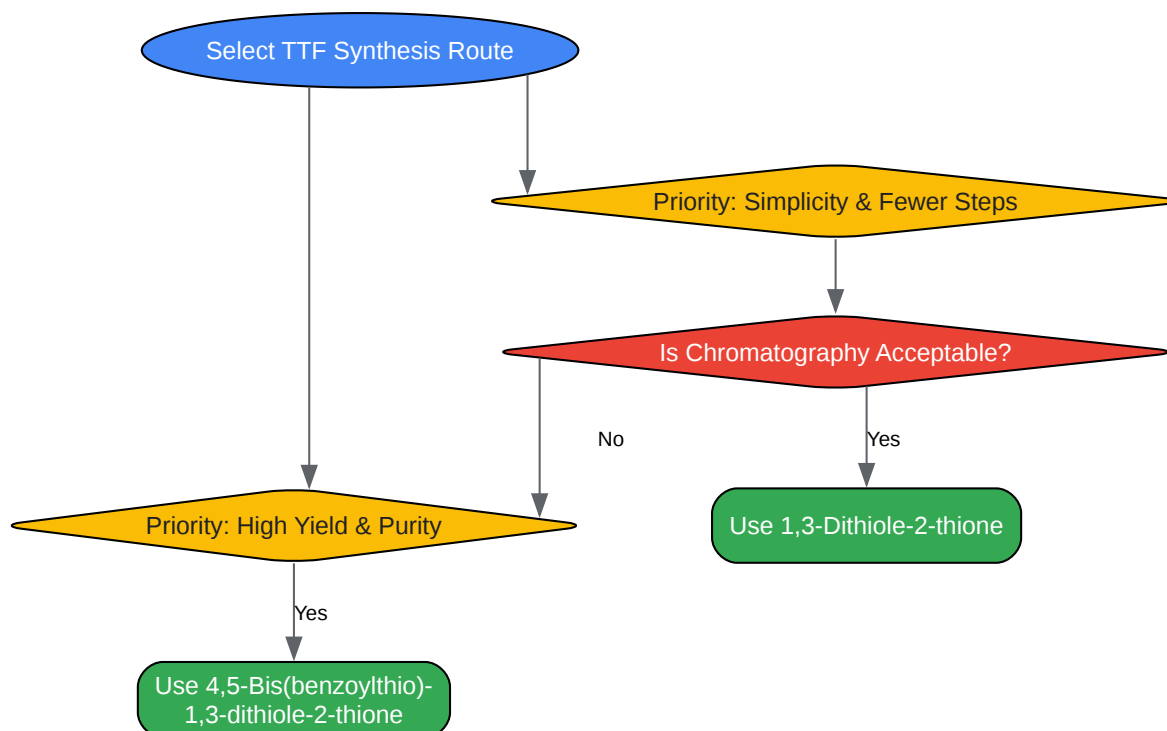 Select TTF Synthesis Route
Priority: Simplicity & Fewer Steps
Is Chromatography Acceptable?
No
Yes
Priority: High Yield & Purity
Use 1,3-Dithiole-2-thione
Yes
Use 4,5-Bis(benzoylthio)-
1,3-dithiole-2-thione